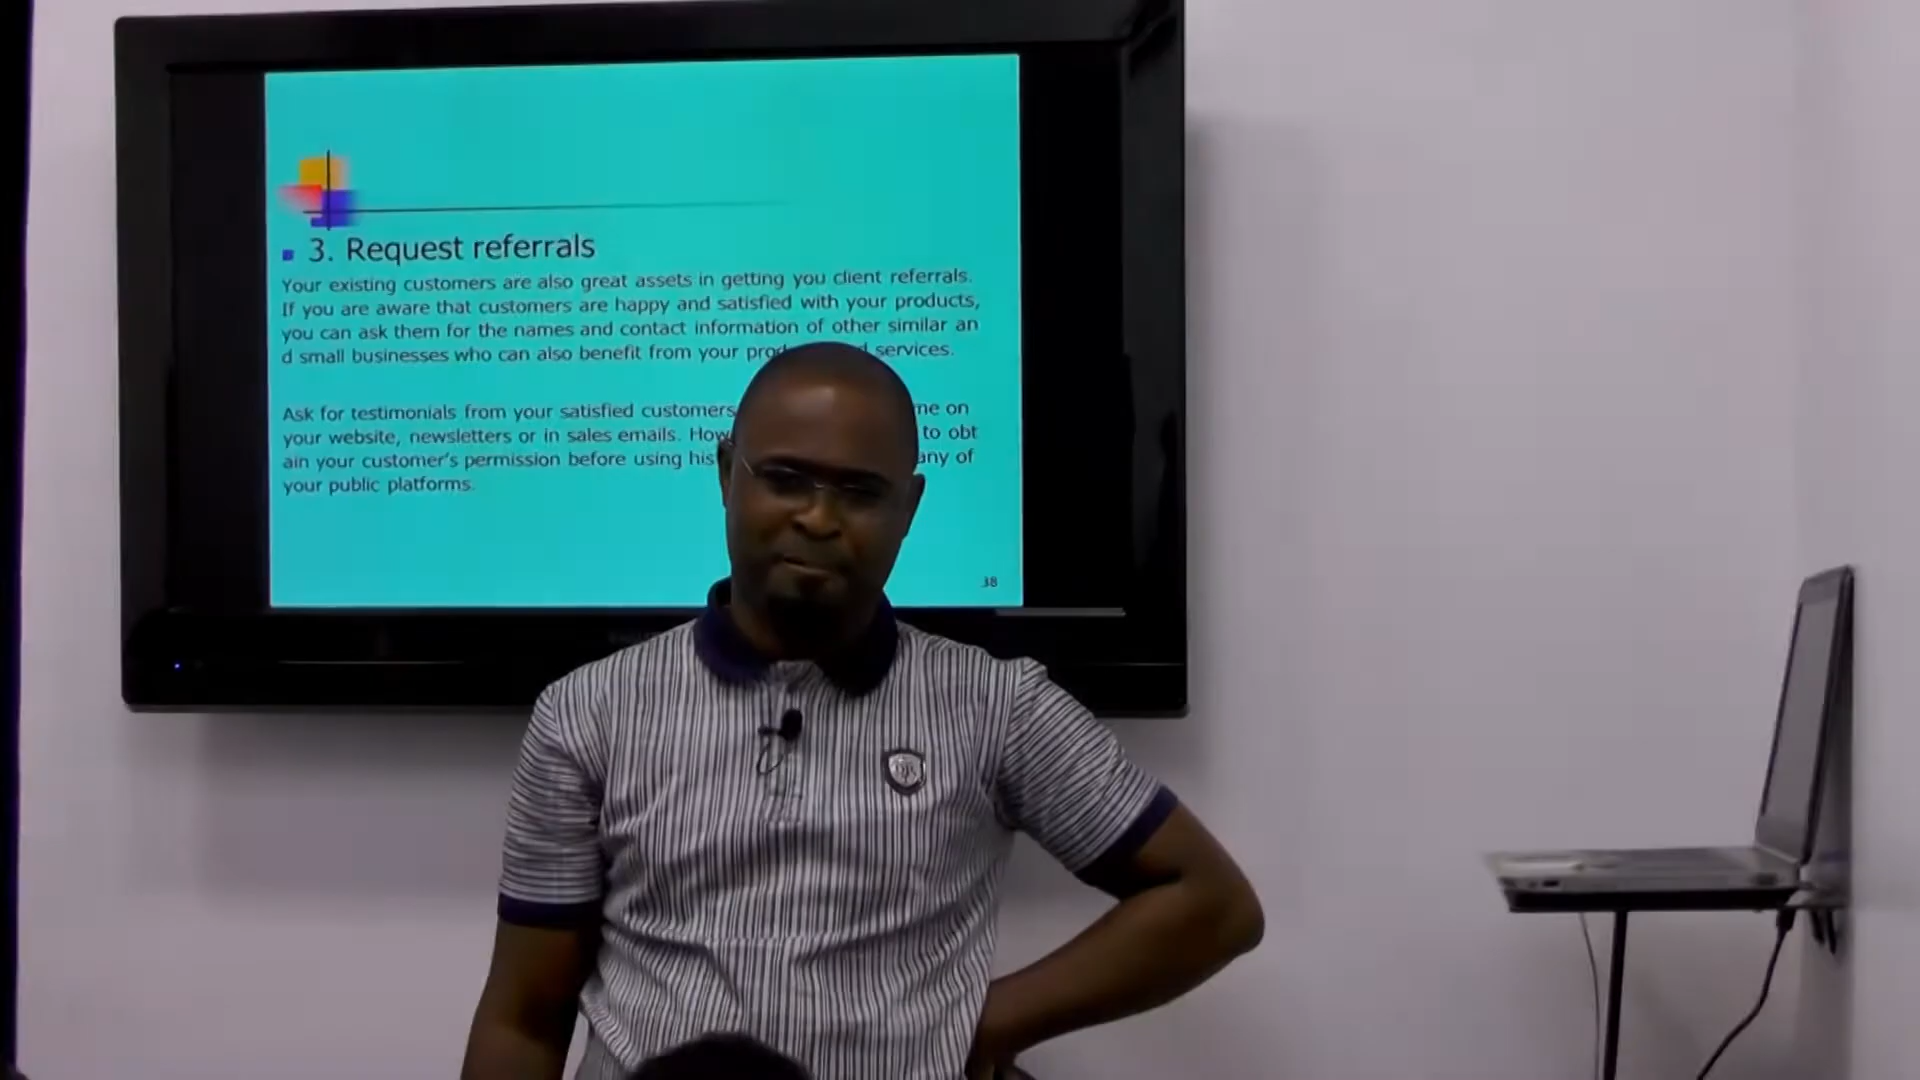 3. Request referrals
Your existing customers are also great assets in getting you client referrals.
If you are aware that customers are happy and satisfied with your products,
you can ask them for the names and contact information of other similar an
d small businesses who can also benefit from your services.
Ask for testimonials from your satisfied customers on
your website, newsletters or in sales emails. to obt
ain your customer's permission before using his any of
your public platforms.
38